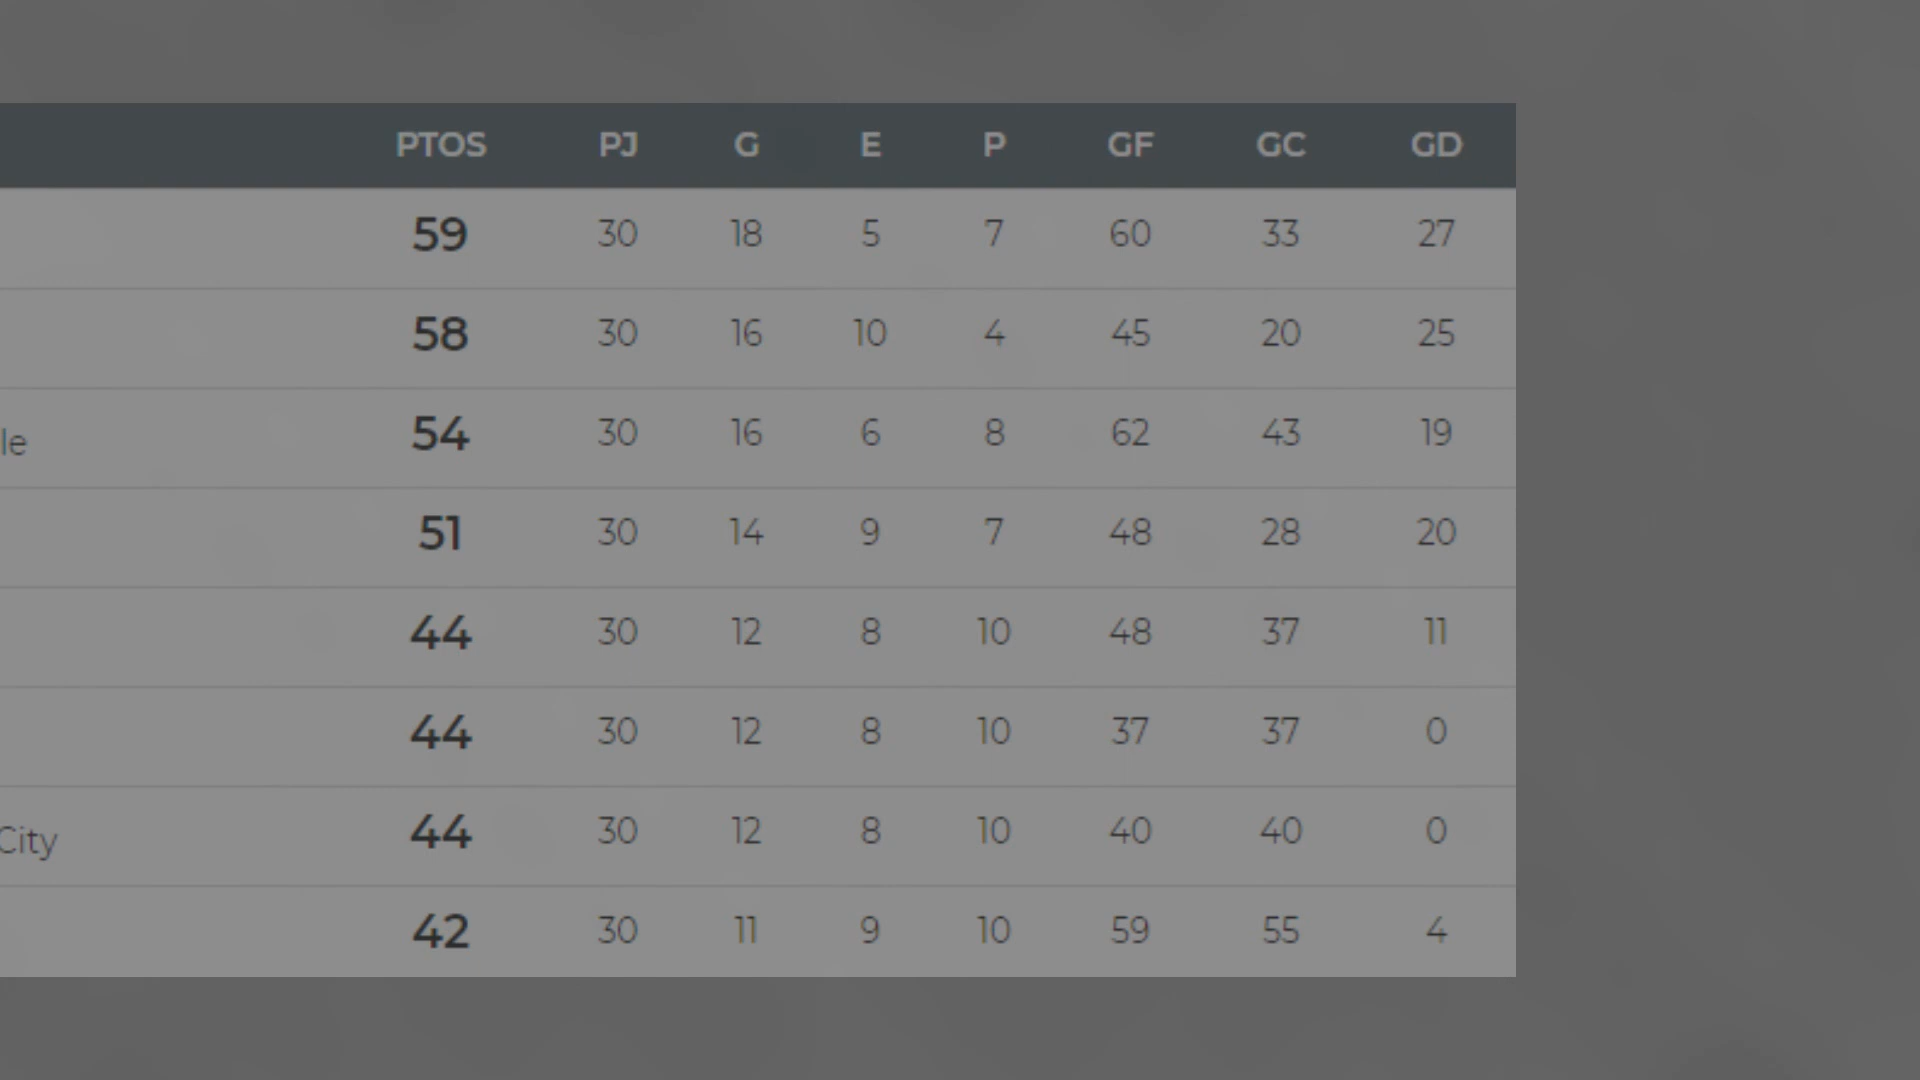 PTOS PJ G E P GF GC GD
59 30 18 5 7 60 33 27
58 30 16 10 4 45 20 25
le 54 30 16 6 8 62 43 19
51 30 14 9 7 48 28 20
44 30 12 8 10 48 37 11
44 30 12 8 10 37 37 0
City 44 30 12 8 10 40 40 0
42 30 11 9 10 59 55 4